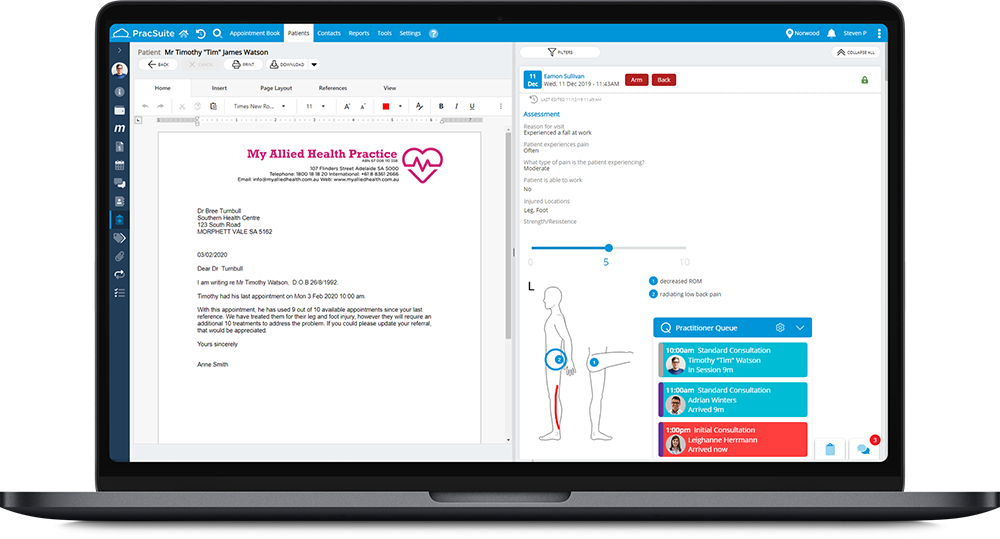 PracSuite
Appointment Book
Patients
Contacts
Reports
Tools
Settings
?
Norwood
Steven P
Patient Mr Timothy "Tim" James Watson
BACK
CANCEL
PRINT
DOWNLOAD
FILTERS
COLLAPSE ALL
Home
Insert
Page Layout
References
View
Times New Ro...
11
B I U
My Allied Health Practice
107 Flinders Street Adelaide SA 5000
Telephone: 1800 18 18 20 International: +61 8 8361 2666
Email: info@myalliedhealth.com.au Web: www.myalliedhealth.com.au
Dr Bree Turnbull
Southern Health Centre
123 South Road
MORPHETT VALE SA 5162
03/02/2020
Dear Dr Turnbull
I am writing re Mr Timothy Watson, D.O.B 26/8/1992.
Timothy had his last appointment on Mon 3 Feb 2020 10:00 am.
With this appointment, he has used 9 out of 10 available appointments since your last
reference. We have treated them for their leg and foot injury, however they will require an
additional 10 treatments to address the problem. If you could please update your referral,
that would be appreciated.
Yours sincerely
Anne Smith
11
Dec
Eamon Sullivan
Wed, 11 Dec 2019 - 11:43AM
Arm
Back
LAST EDITED: 11/12/19 11:49 AM
Assessment
Reason for visit
Experienced a fall at work
Patient experiences pain
Often
What type of pain is the patient experiencing?
Moderate
Patient is able to work
No
Injured Locations
Leg, Foot
Strength/Resistence
0
5
10
L
1 decreased ROM
2 radiating low back pain
2
Practitioner Queue
10:00am Standard Consultation
Timothy "Tim" Watson
In Session 9m
11:00am Standard Consultation
Adrian Winters
Arrived 9m
1:00pm Initial Consultation
Leighanne Herrmann
Arrived now
3